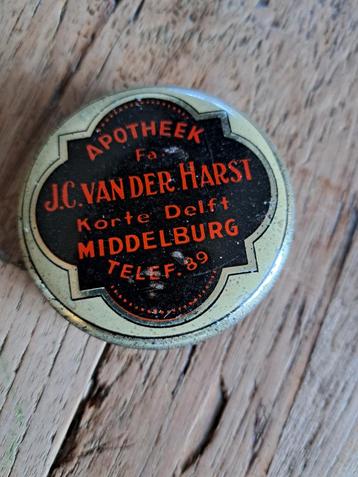 APOTHEEK
Fa
J.C. VAN DER HARST
Korte Delft
MIDDELBURG
TELEF. 89